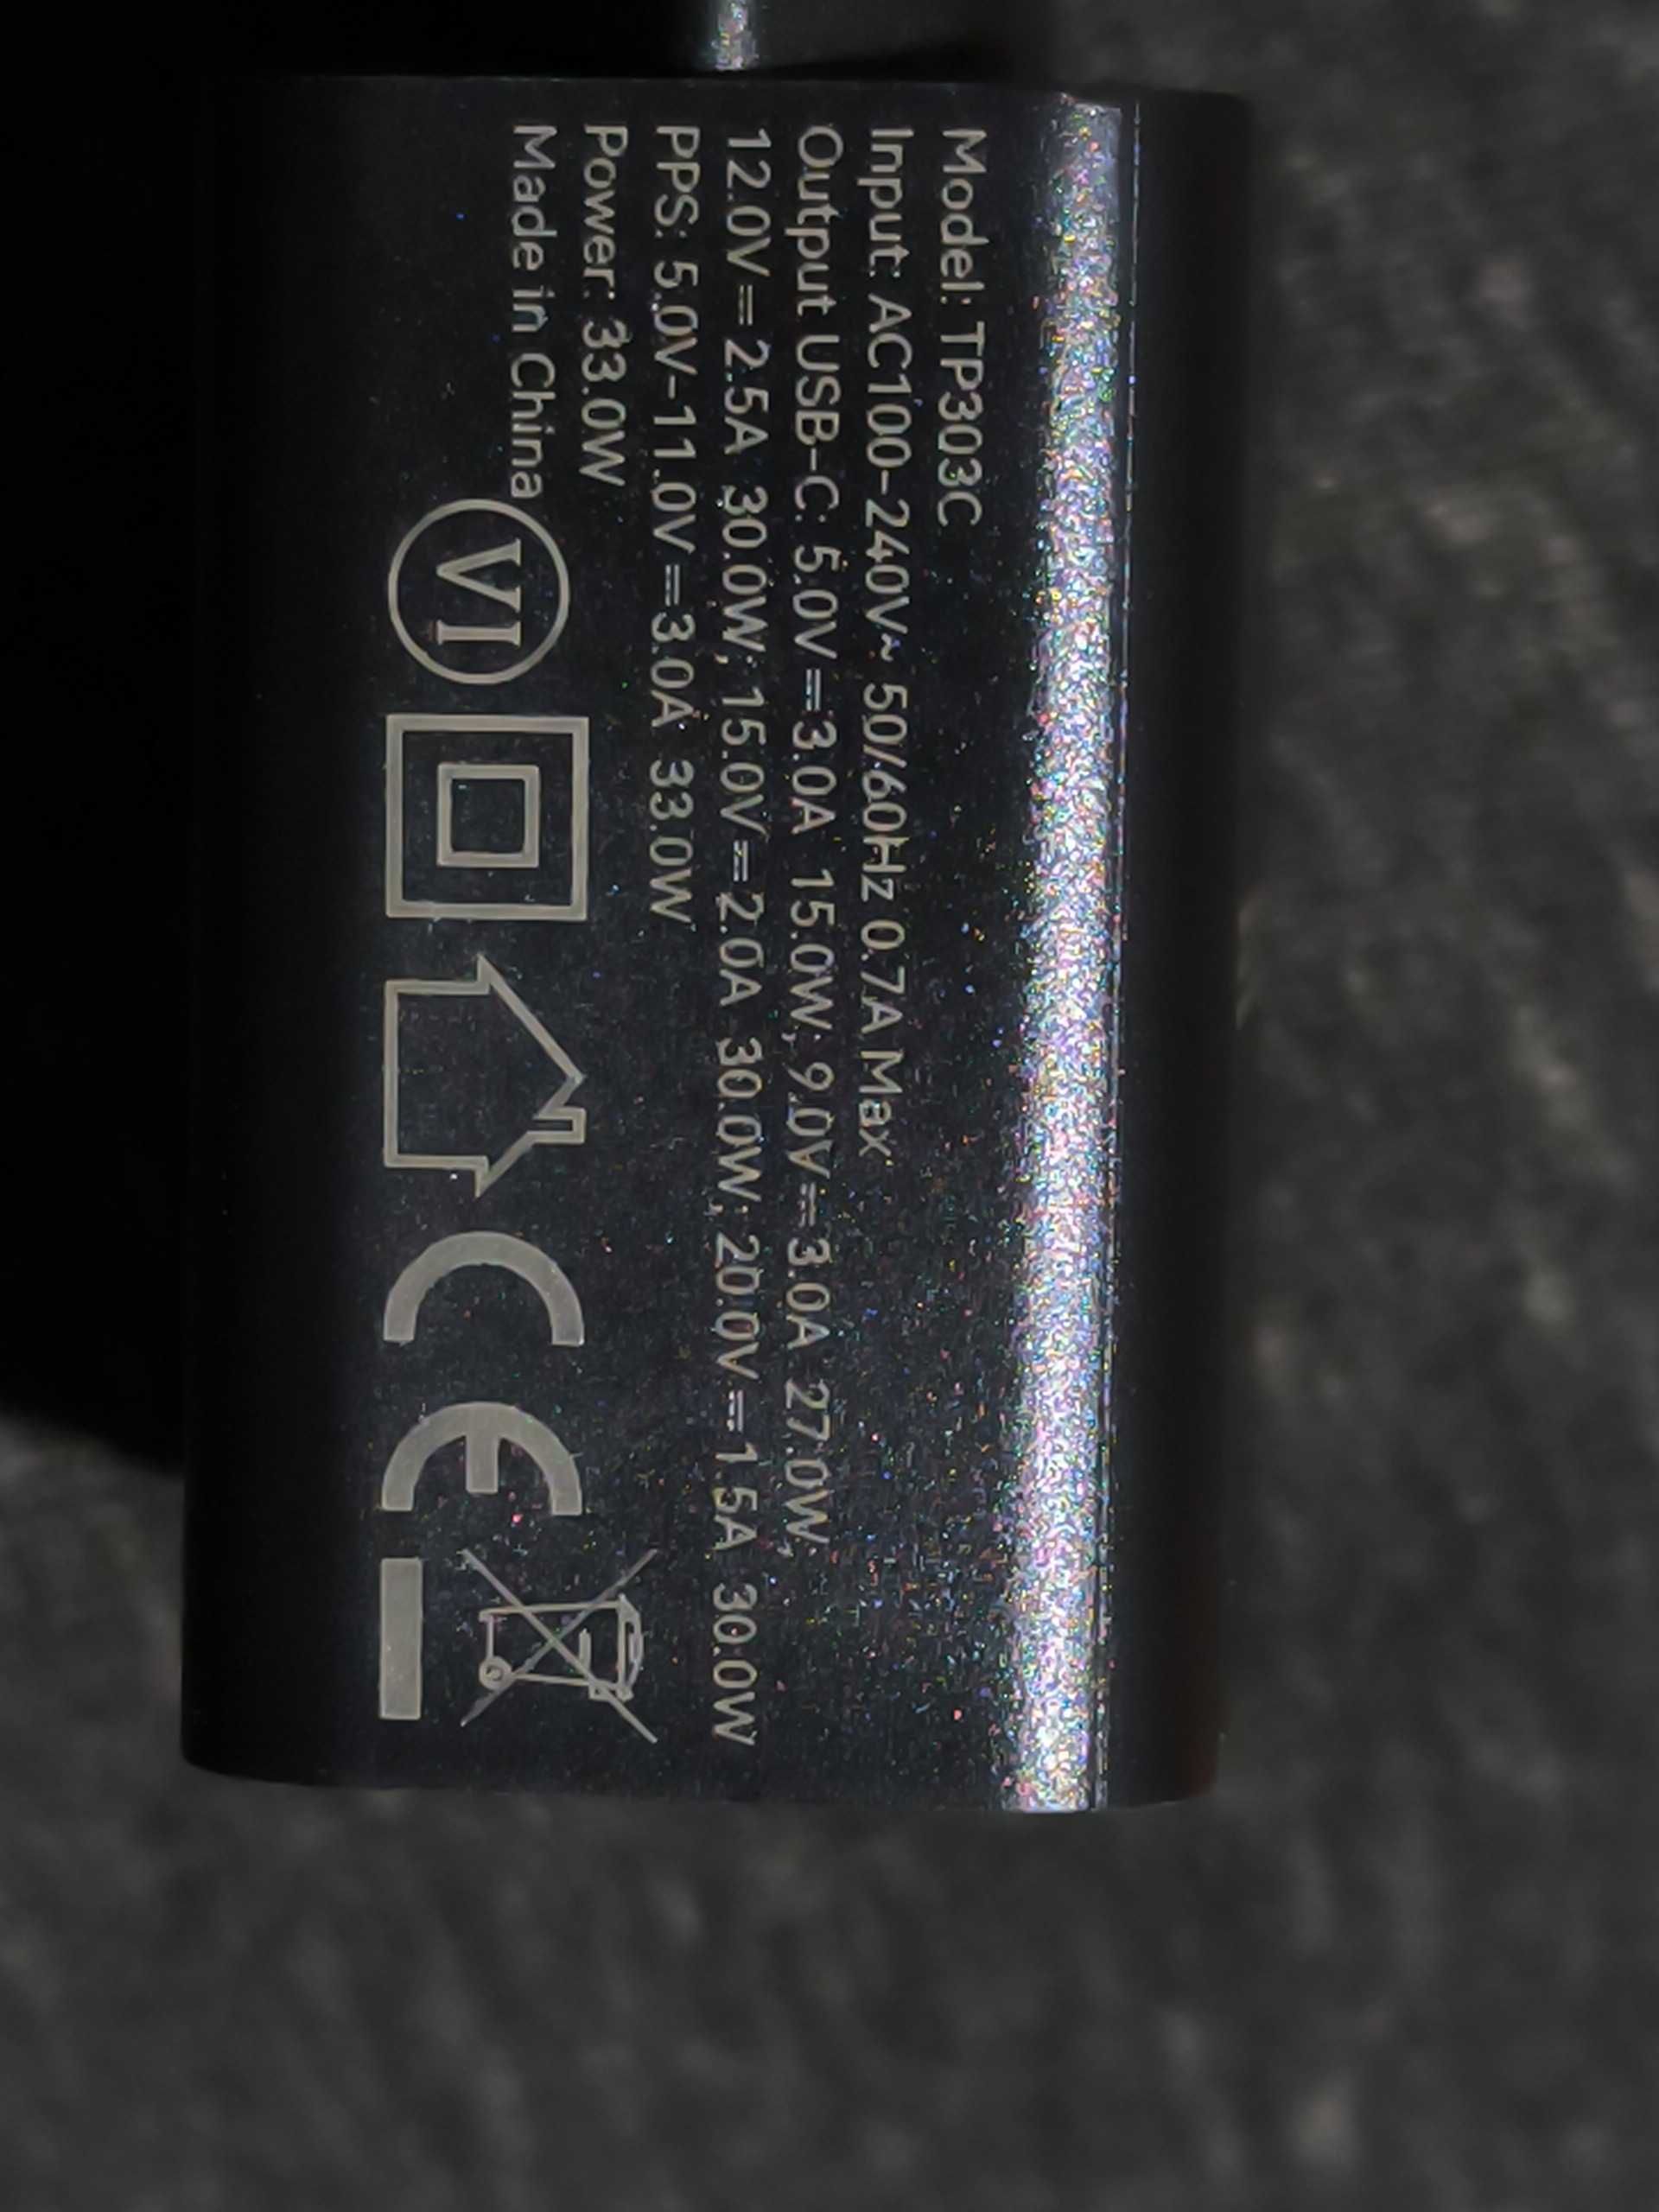 Model: TP303C
Input: AC100-240V~ 50/60Hz 0.7A Max
Output USB-C: 5.0V⎓3.0A 15.0W; 9.0V⎓3.0A 27.0W;
12.0V⎓2.5A 30.0W; 15.0V⎓2.0A 30.0W; 20.0V⎓1.5A 30.0W
PPS: 5.0V-11.0V⎓3.0A 33.0W
Power: 33.0W
Made in China
VI CE